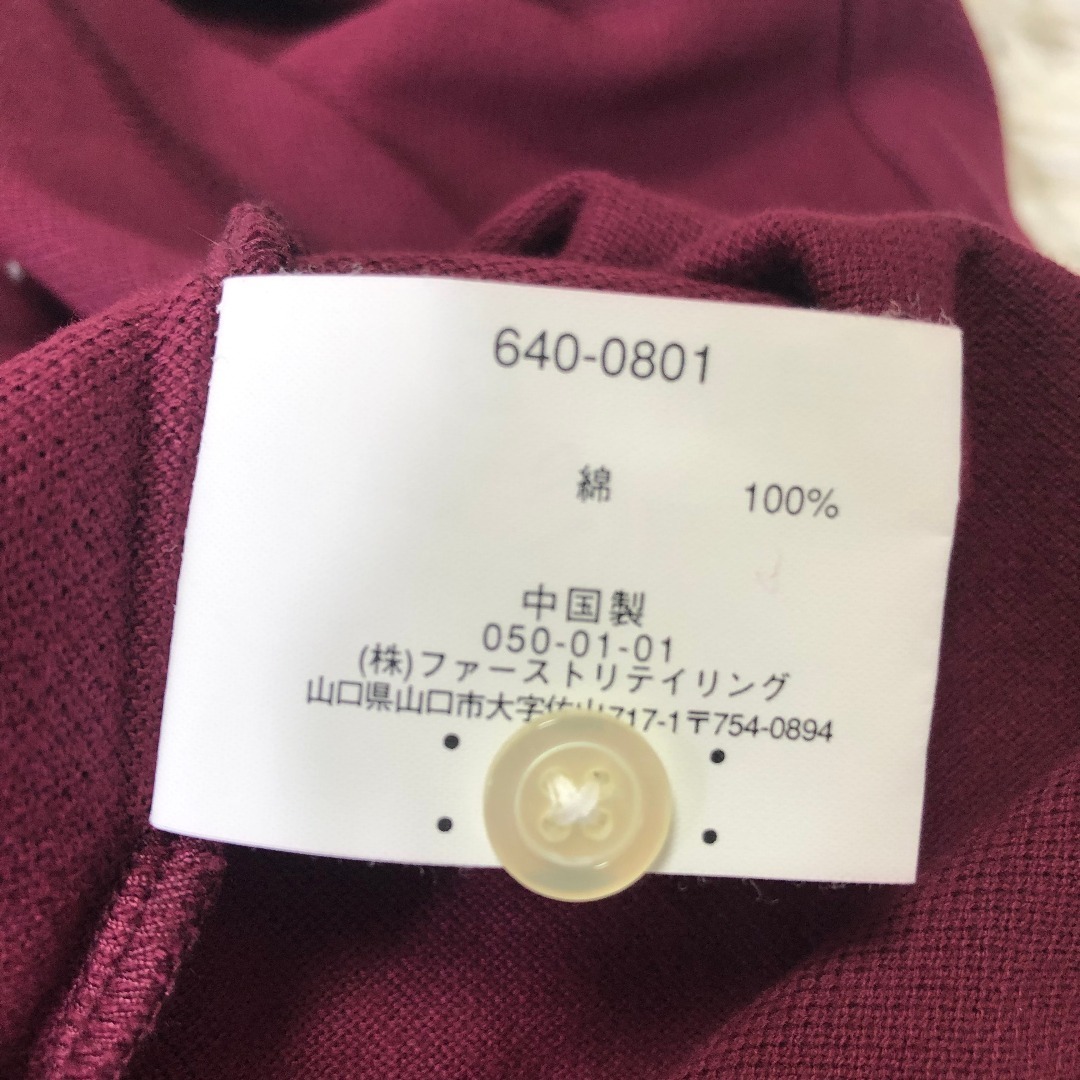 640-0801
綿 100%
中国製
050-01-01
(株)ファーストリテイリング
山口県山口市大字佐山717-1〒754-0894